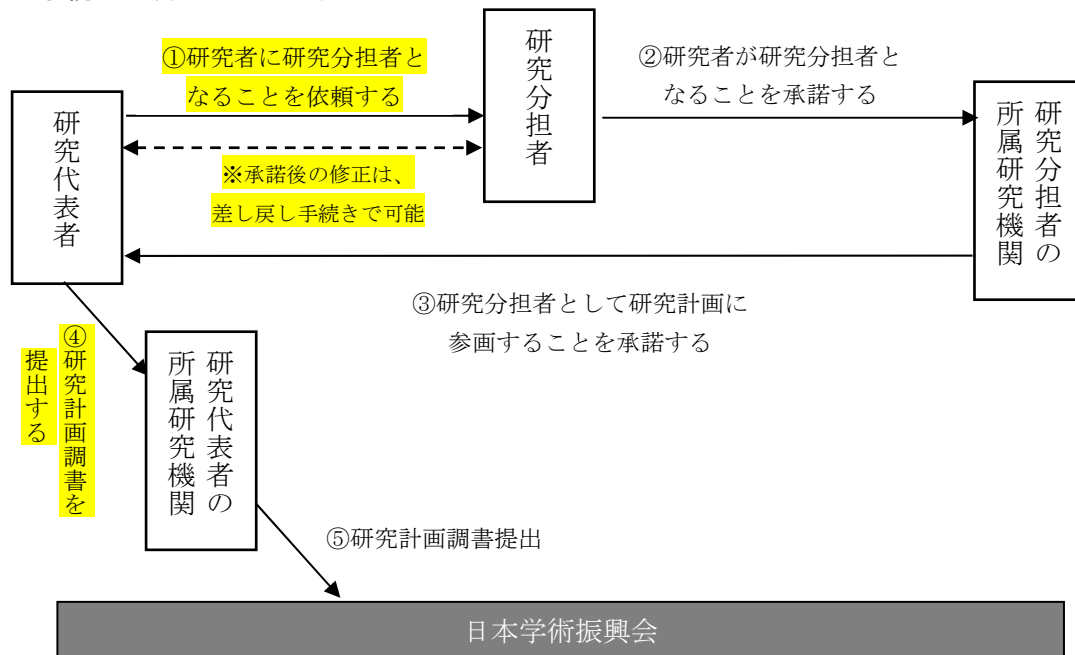 ①研究者に研究分担者と
なることを依頼する
研究分担者
②研究者が研究分担者と
なることを承諾する
研究代表者
※承諾後の修正は、
差し戻し手続きで可能
研究分担者の
所属研究機関
③研究分担者として研究計画に
参画することを承諾する
④研究計画調書を
提出する
研究代表者の
所属研究機関
⑤研究計画調書提出
日本学術振興会